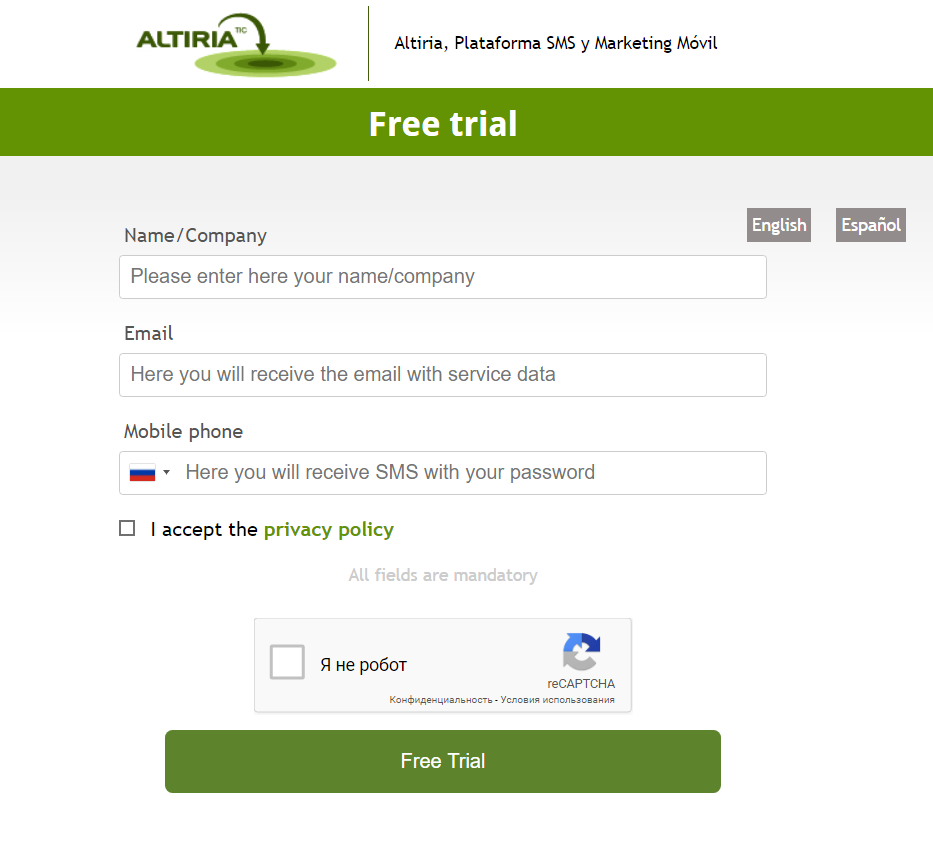 ALTIRIA TIC
Altiria, Plataforma SMS y Marketing Móvil
Free trial
English
Español
Name/Company
Please enter here your name/company
Email
Here you will receive the email with service data
Mobile phone
Here you will receive SMS with your password
I accept the privacy policy
All fields are mandatory
Я не робот
reCAPTCHA
Конфиденциальность - Условия использования
Free Trial